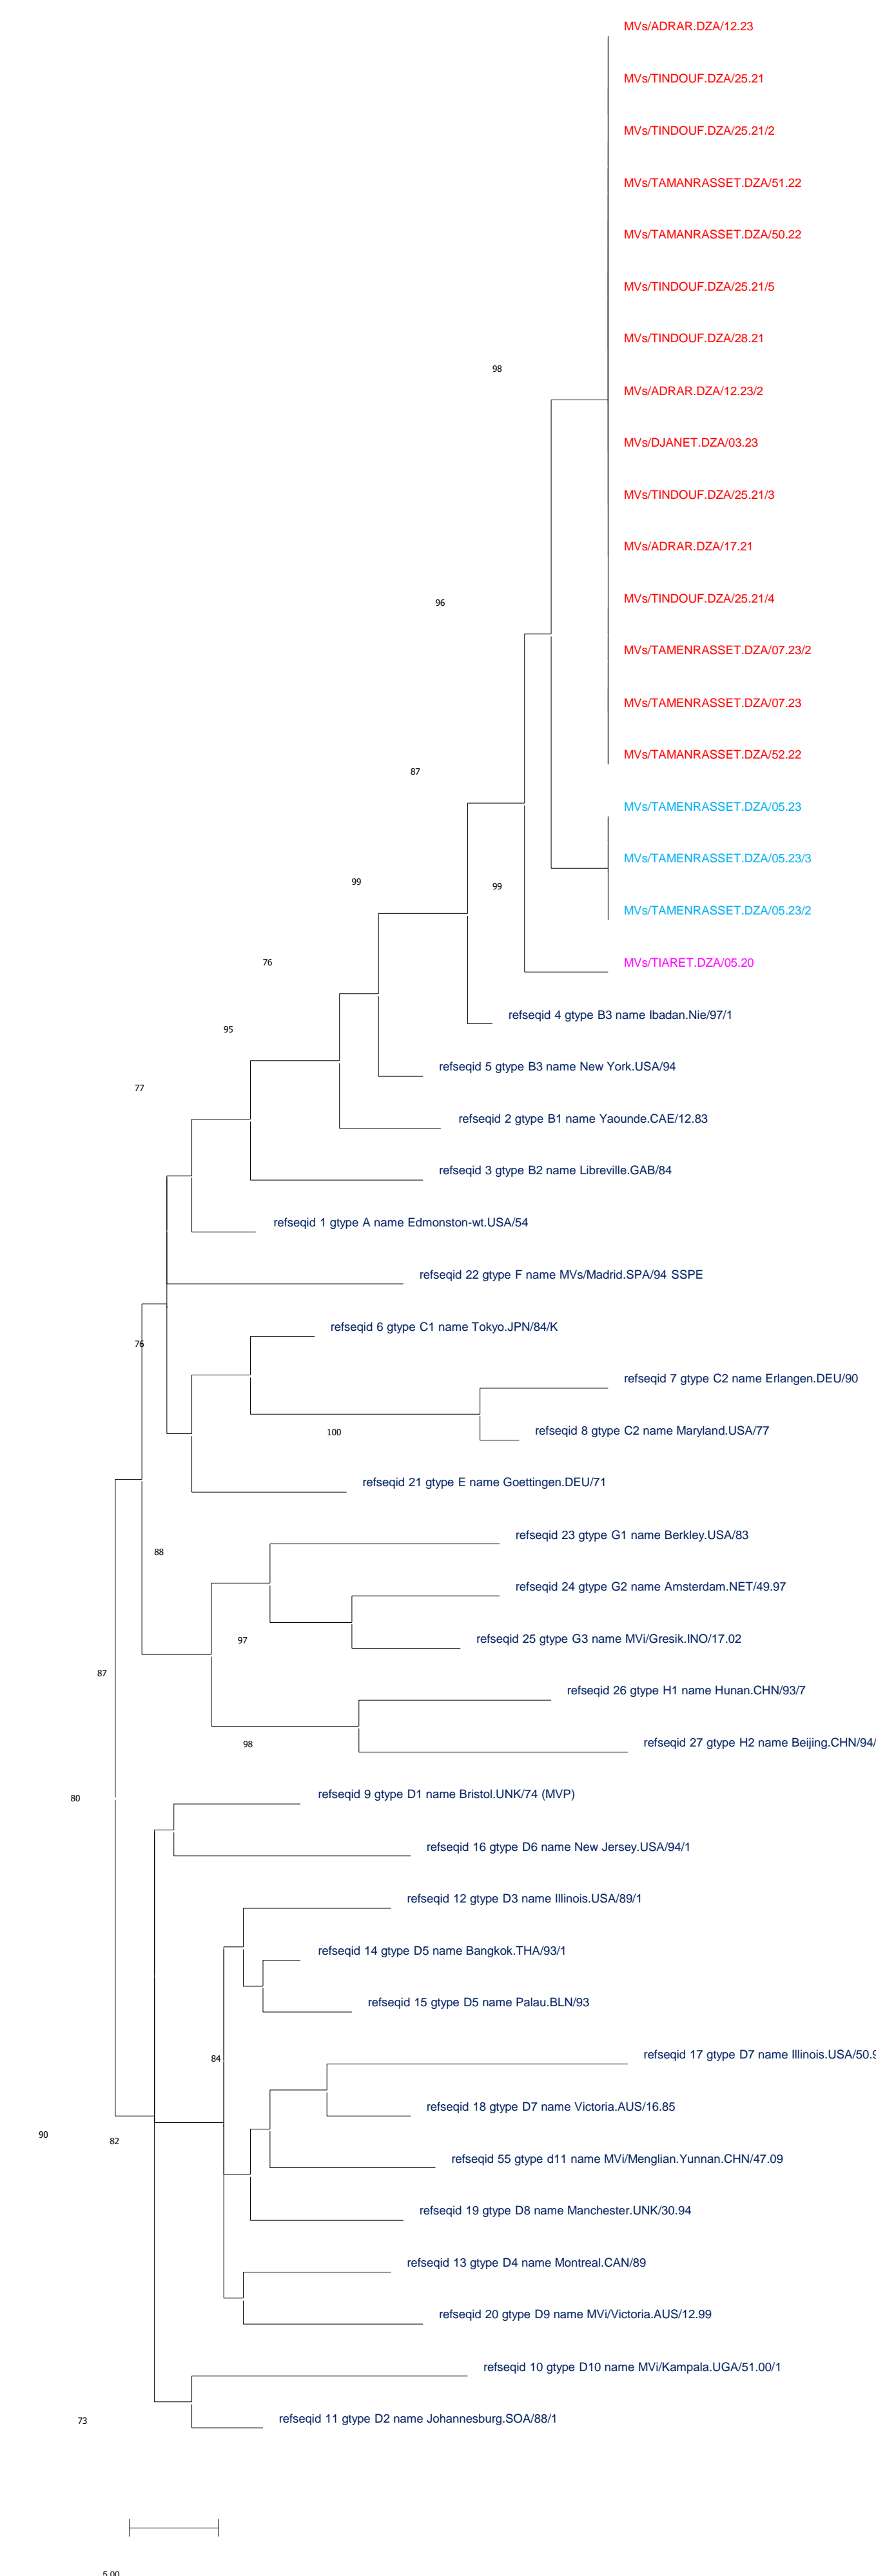 MVs/ADRAR.DZA/12.23
MVs/TINDOUF.DZA/25.21
MVs/TINDOUF.DZA/25.21/2
MVs/TAMANRASSET.DZA/51.22
MVs/TAMANRASSET.DZA/50.22
MVs/TINDOUF.DZA/25.21/5
MVs/TINDOUF.DZA/28.21
98
MVs/ADRAR.DZA/12.23/2
MVs/DJANET.DZA/03.23
MVs/TINDOUF.DZA/25.21/3
MVs/ADRAR.DZA/17.21
MVs/TINDOUF.DZA/25.21/4
96
MVs/TAMENRASSET.DZA/07.23/2
MVs/TAMENRASSET.DZA/07.23
MVs/TAMANRASSET.DZA/52.22
87
MVs/TAMENRASSET.DZA/05.23
MVs/TAMENRASSET.DZA/05.23/3
99
99
MVs/TAMENRASSET.DZA/05.23/2
MVs/TIARET.DZA/05.20
76
refseqid 4 gtype B3 name Ibadan.Nie/97/1
95
refseqid 5 gtype B3 name New York.USA/94
77
refseqid 2 gtype B1 name Yaounde.CAE/12.83
refseqid 3 gtype B2 name Libreville.GAB/84
refseqid 1 gtype A name Edmonston-wt.USA/54
refseqid 22 gtype F name MVs/Madrid.SPA/94 SSPE
refseqid 6 gtype C1 name Tokyo.JPN/84/K
76
refseqid 7 gtype C2 name Erlangen.DEU/90
refseqid 8 gtype C2 name Maryland.USA/77
100
refseqid 21 gtype E name Goettingen.DEU/71
refseqid 23 gtype G1 name Berkley.USA/83
88
refseqid 24 gtype G2 name Amsterdam.NET/49.97
refseqid 25 gtype G3 name MVi/Gresik.INO/17.02
97
87
refseqid 26 gtype H1 name Hunan.CHN/93/7
refseqid 27 gtype H2 name Beijing.CHN/94/
98
refseqid 9 gtype D1 name Bristol.UNK/74 (MVP)
80
refseqid 16 gtype D6 name New Jersey.USA/94/1
refseqid 12 gtype D3 name Illinois.USA/89/1
refseqid 14 gtype D5 name Bangkok.THA/93/1
refseqid 15 gtype D5 name Palau.BLN/93
84
refseqid 17 gtype D7 name Illinois.USA/50.9
refseqid 18 gtype D7 name Victoria.AUS/16.85
90
82
refseqid 55 gtype d11 name MVi/Menglian.Yunnan.CHN/47.09
refseqid 19 gtype D8 name Manchester.UNK/30.94
refseqid 13 gtype D4 name Montreal.CAN/89
refseqid 20 gtype D9 name MVi/Victoria.AUS/12.99
refseqid 10 gtype D10 name MVi/Kampala.UGA/51.00/1
refseqid 11 gtype D2 name Johannesburg.SOA/88/1
73
5.00